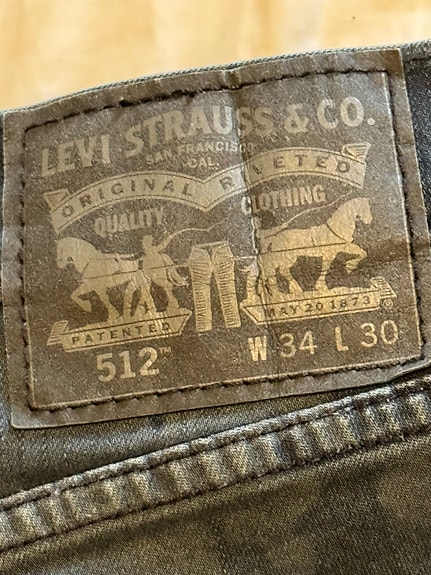 LEVI STRAUSS & CO.
SAN FRANCISCO
CAL.
ORIGINAL RIVETED
QUALITY CLOTHING
PATENTED MAY 20 1873 ®
512™ W 34 L 30